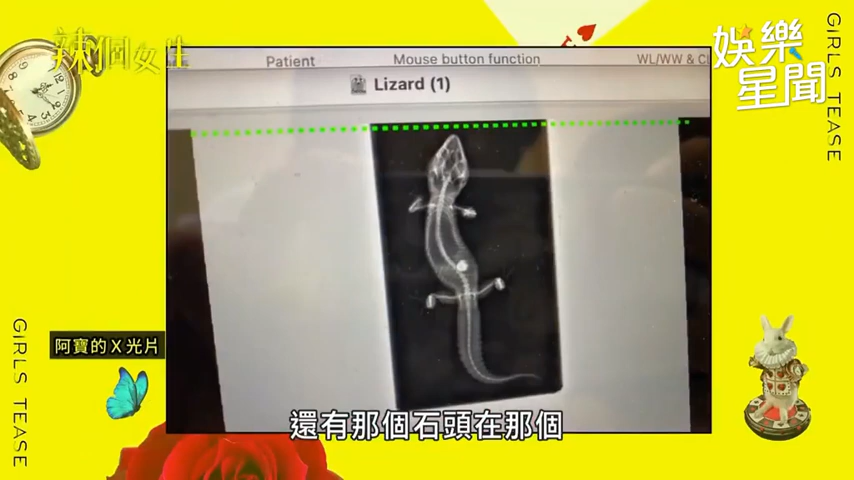 辣個女生
娛樂
星聞
GiRLS TEASE
Patient
Mouse button function
WL/WW & CL
Lizard (1)
阿寶的X光片
GiRLS TEASE
還有那個石頭在那個